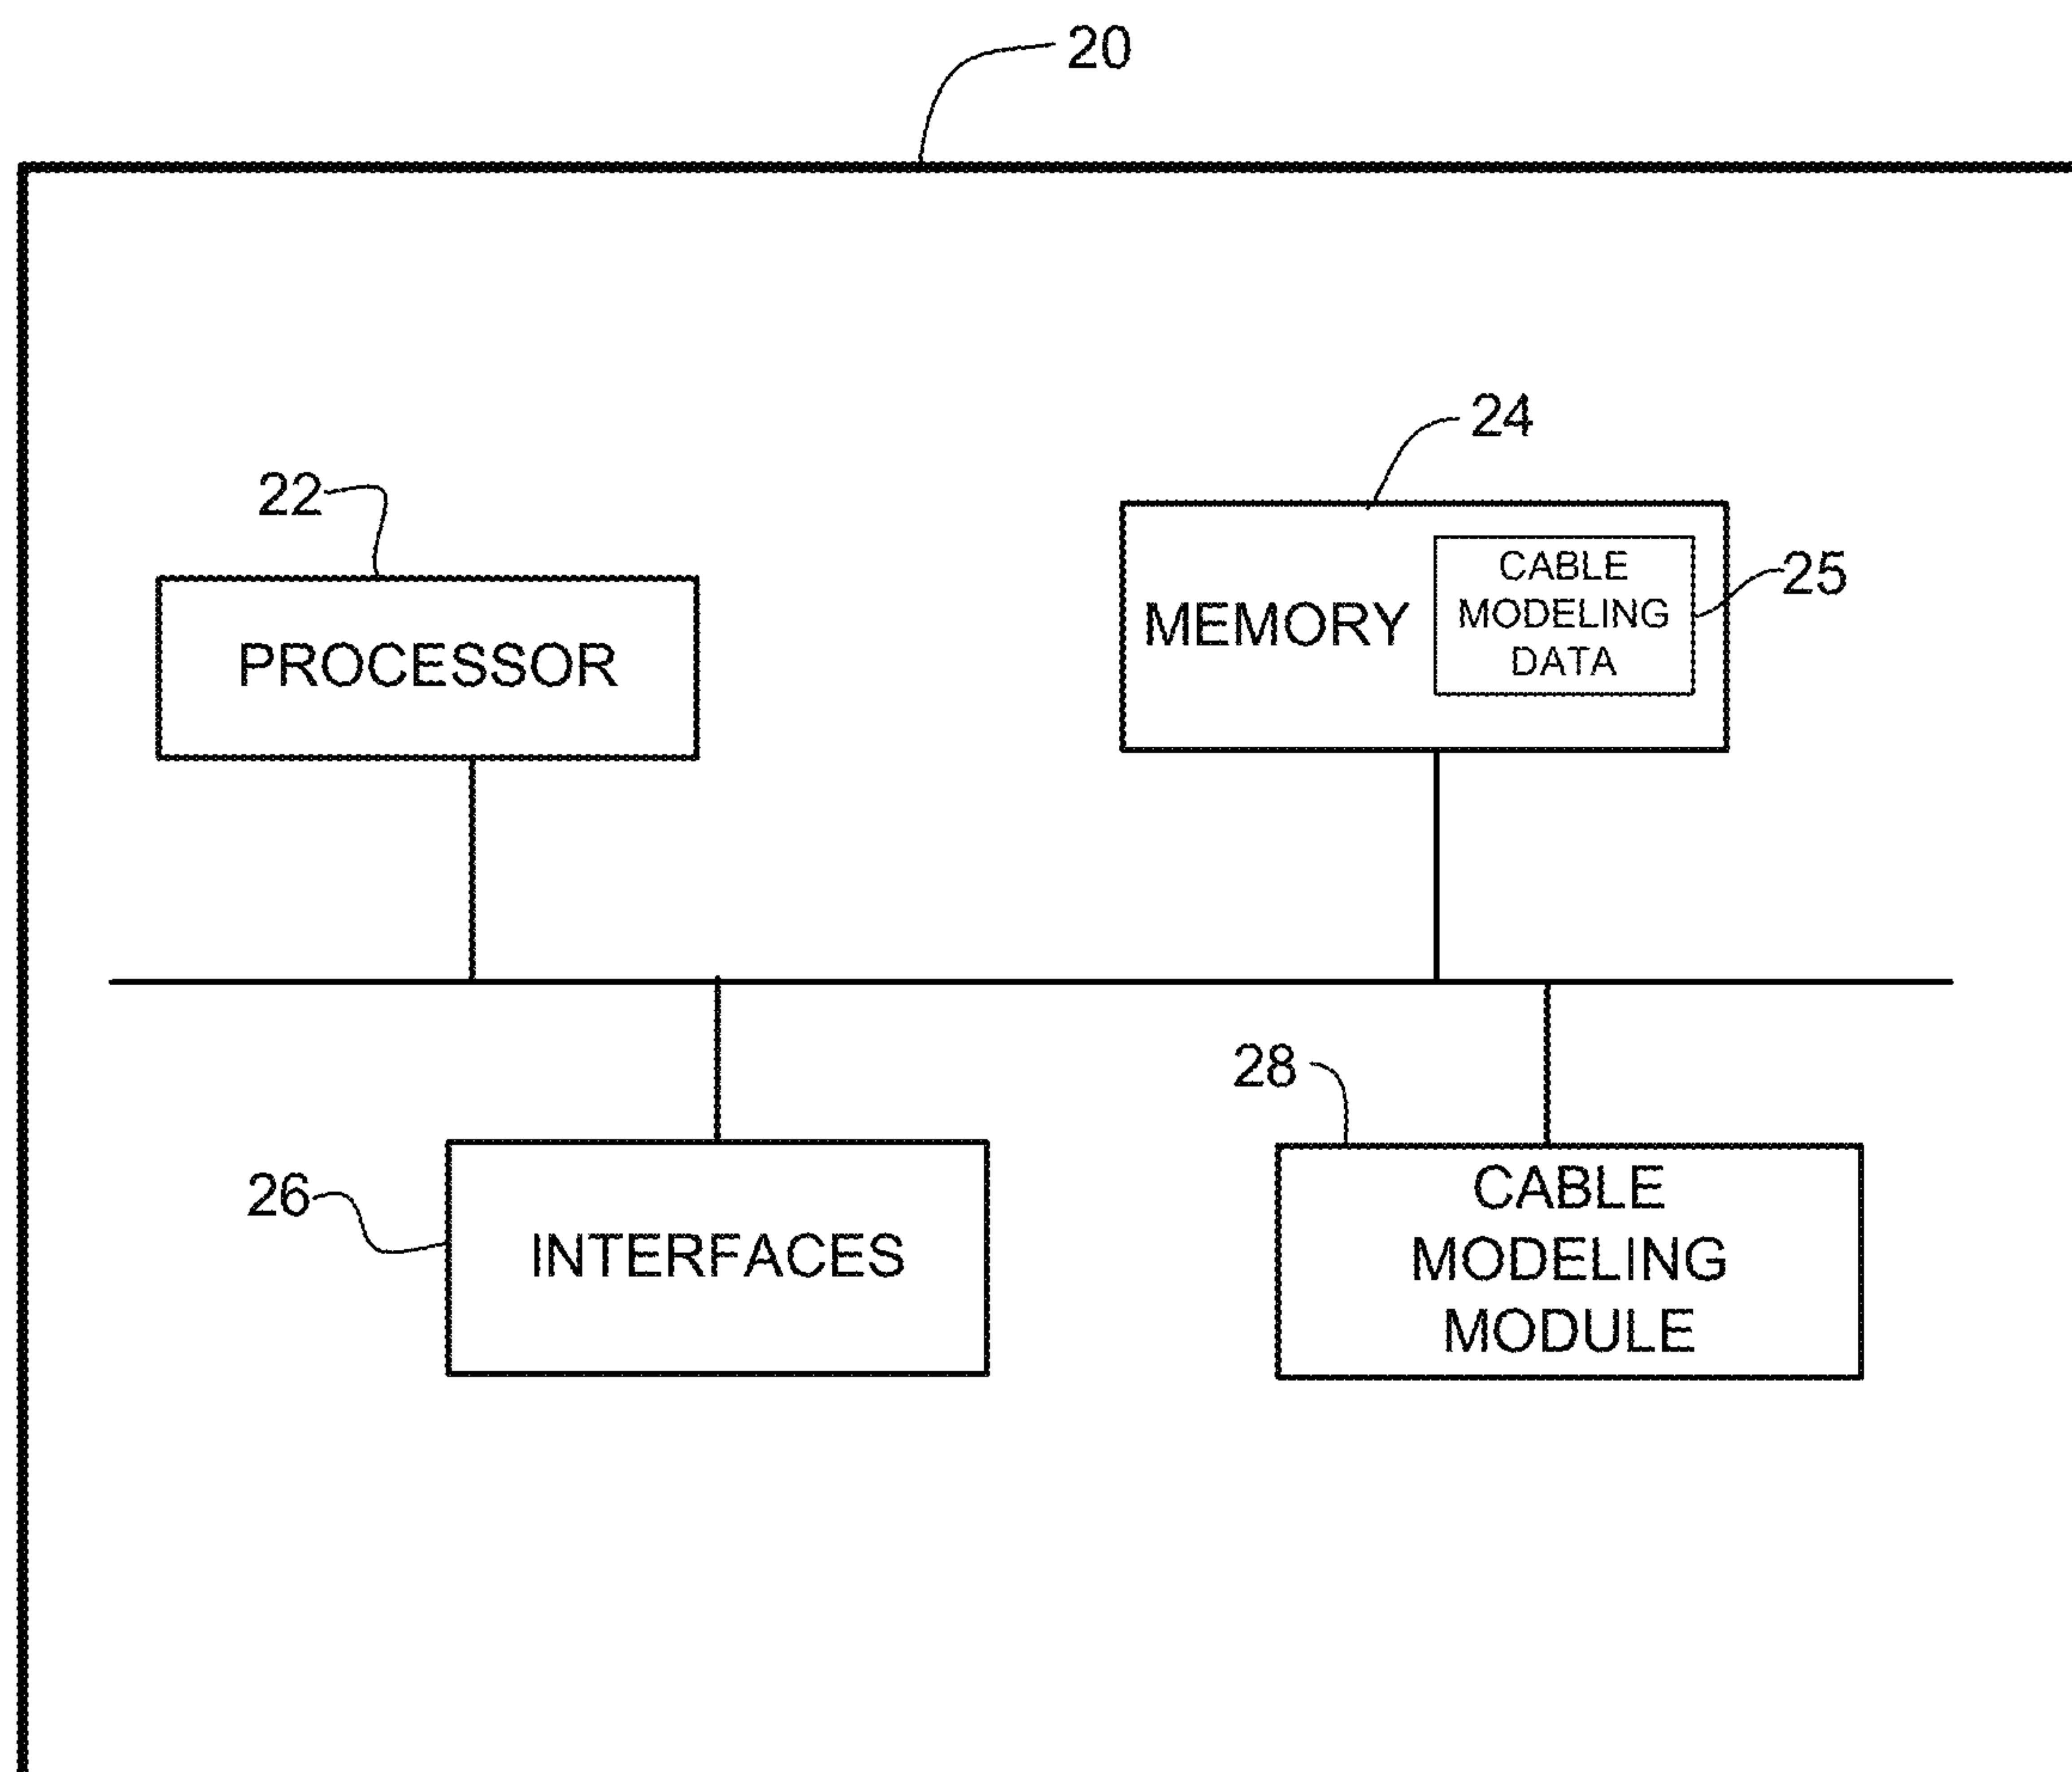 20
24
22
CABLE
MODELING
DATA
25
MEMORY
PROCESSOR
28
26
INTERFACES
CABLE
MODELING
MODULE